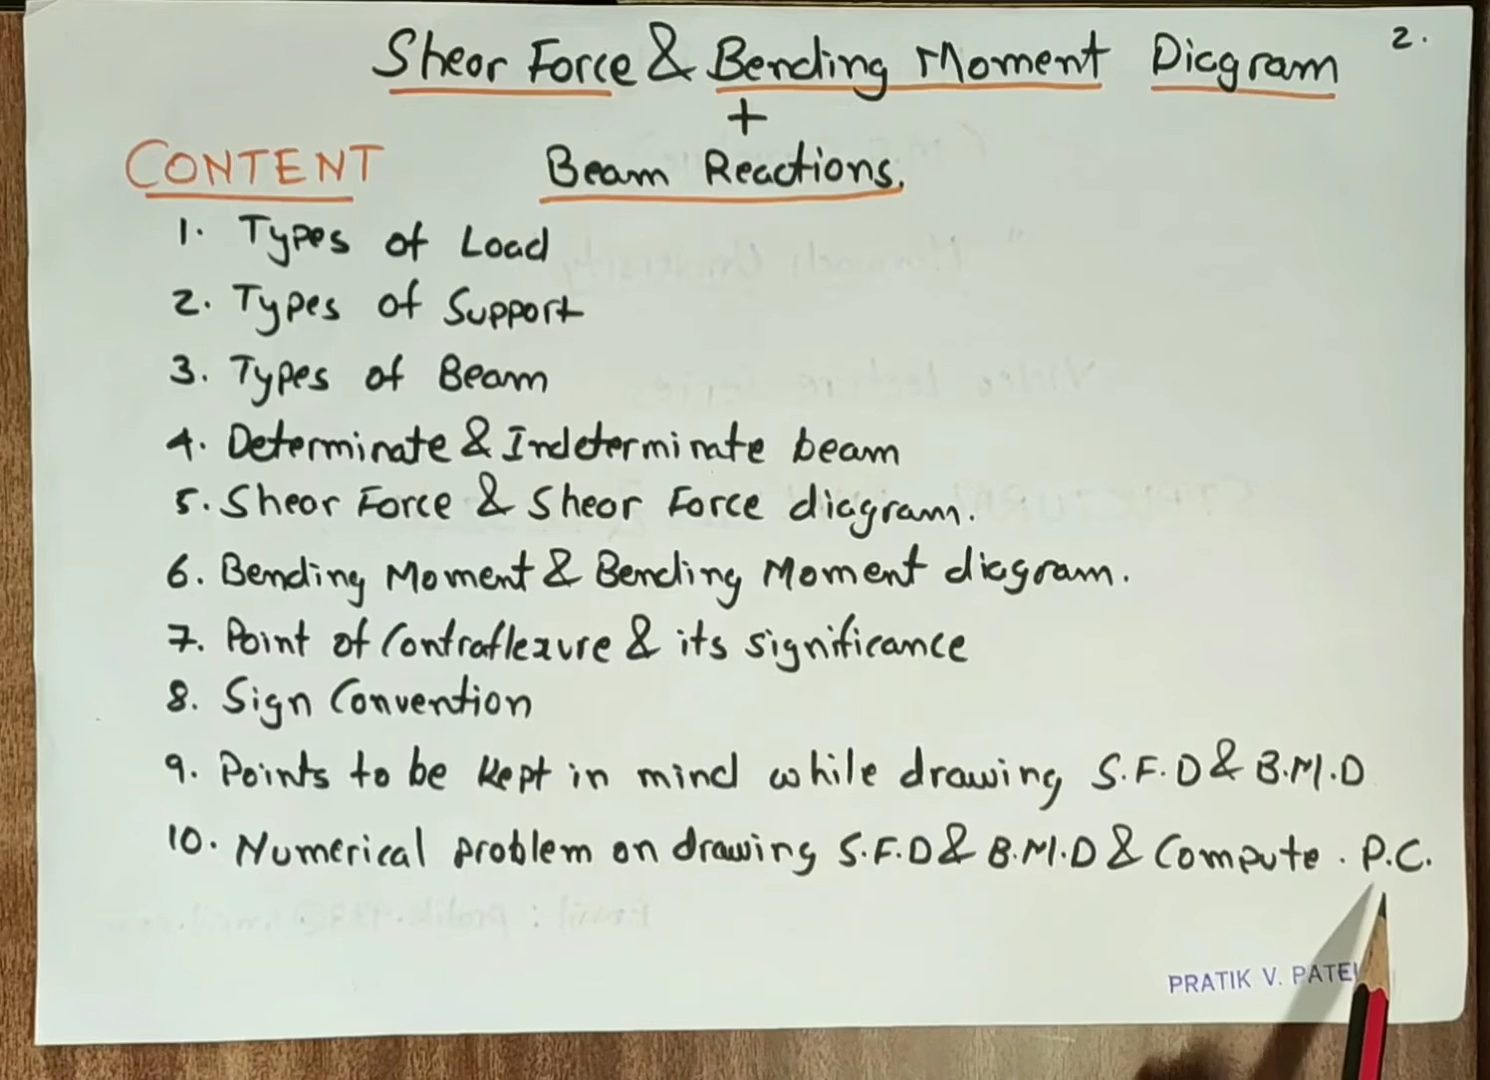 Shear Force & Bending Moment Diagram 2.
+
CONTENT Beam Reactions.
1. Types of Load
2. Types of Support
3. Types of Beam
4. Determinate & Indeterminate beam
5. Shear Force & Shear Force diagram.
6. Bending Moment & Bending Moment diagram.
7. Point of Contraflexure & its significance
8. Sign Convention
9. Points to be kept in mind while drawing S.F.D & B.M.D
10. Numerical problem on drawing S.F.D & B.M.D & Compute. P.C.
PRATIK V. PATEL